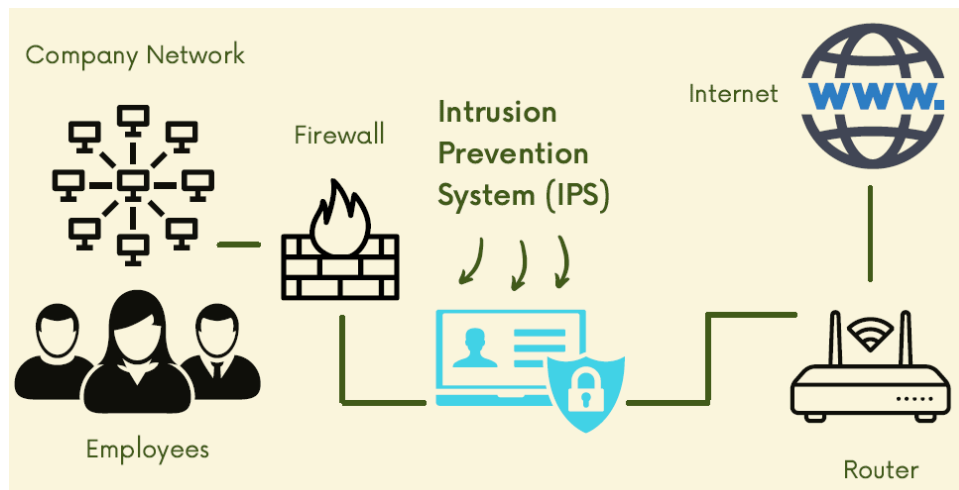 Company Network
Internet
www.
Intrusion
Prevention
System (IPS)
Firewall
Employees
Router